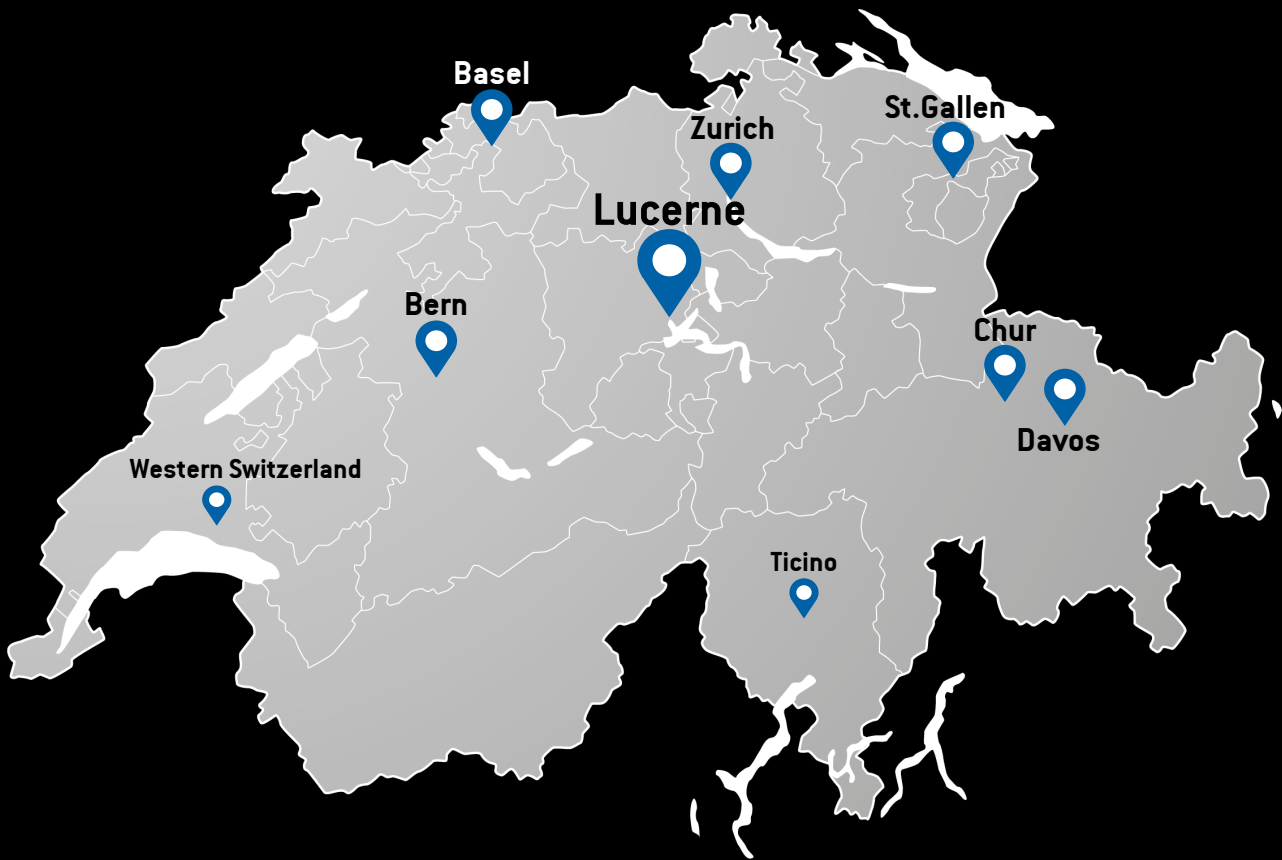 Basel
St.Gallen
Zurich
Lucerne
Bern
Chur
Davos
Western Switzerland
Ticino